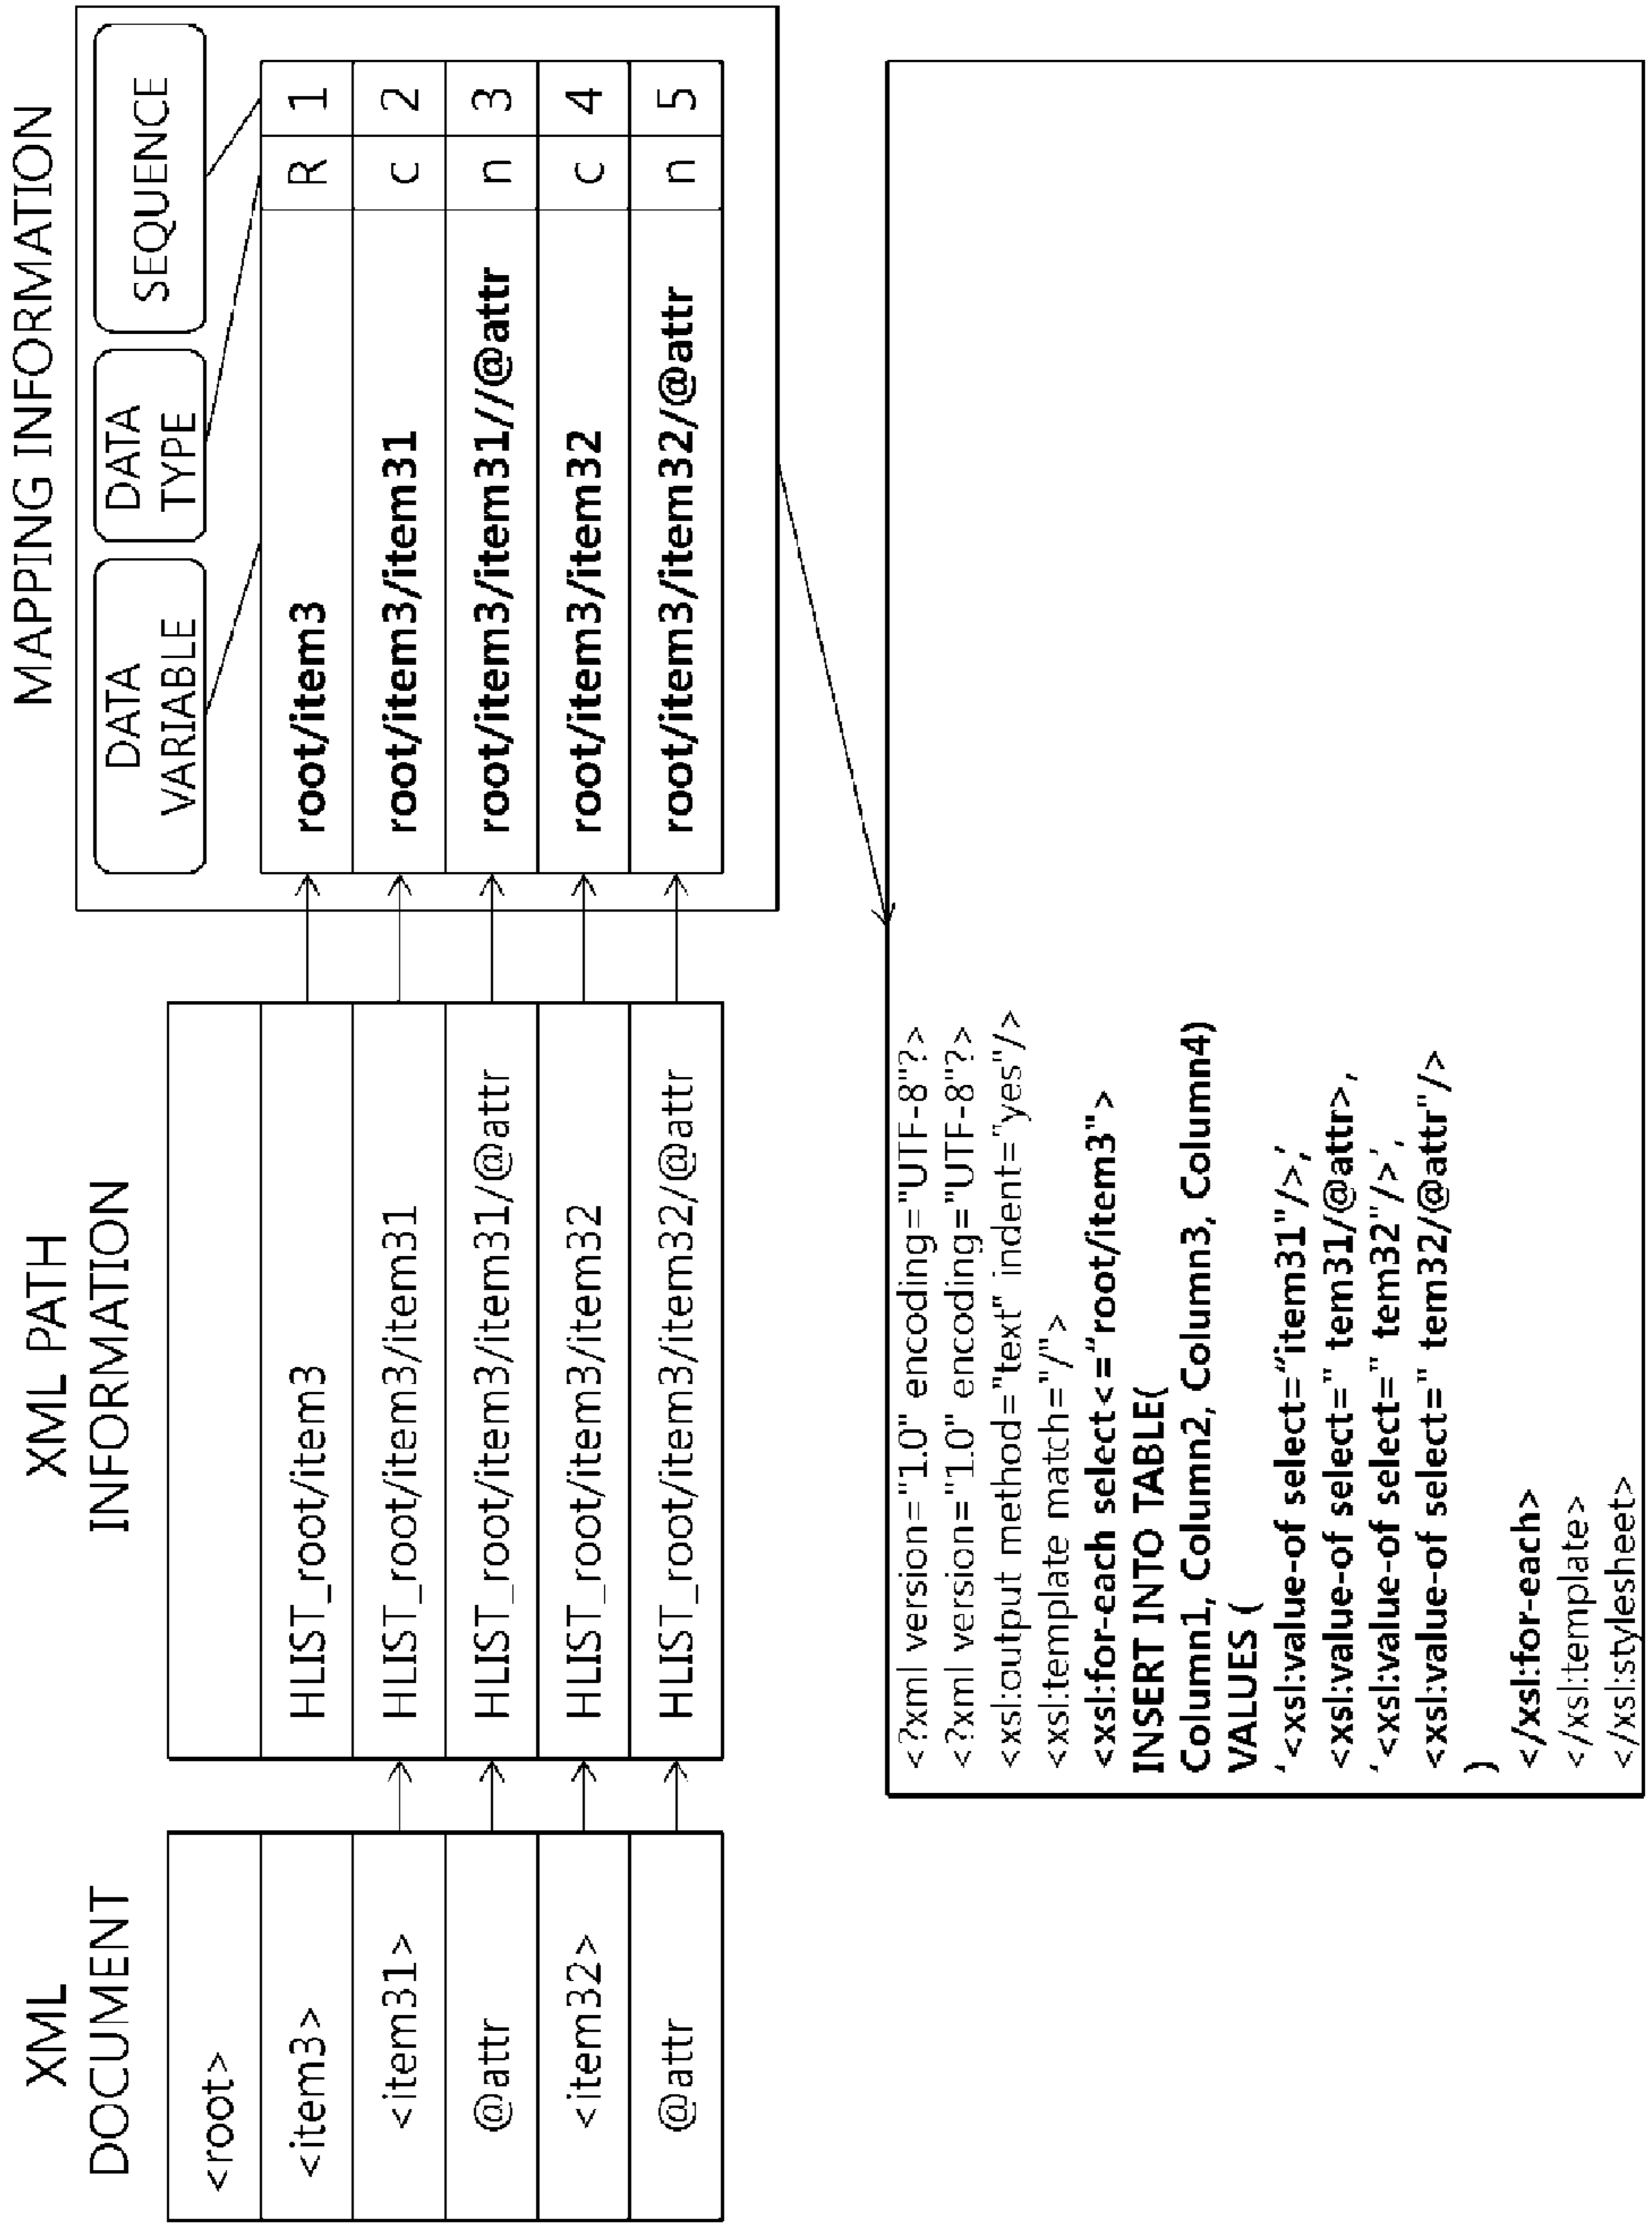 XML
DOCUMENT
<root>
<item3>
<item31>
@attr
<item32>
@attr
XML PATH
INFORMATION
HLIST_root/item3
HLIST_root/item3/item31
HLIST_root/item3/item31/@attr
HLIST_root/item3/item32
HLIST_root/item3/item32/@attr
MAPPING INFORMATION
DATA
VARIABLE
DATA
TYPE
SEQUENCE
root/item3 R 1
root/item3/item31 c 2
root/item3/item31//@attr n 3
root/item3/item32 c 4
root/item3/item32/@attr n 5
<?xml version="1.0" encoding="UTF-8"?>
<?xml version="1.0" encoding="UTF-8"?>
<xsl:output method="text" indent="yes"/>
<xsl:template match="/">
<xsl:for-each select<=“root/item3">
INSERT INTO TABLE(
Column1, Column2, Column3, Column4)
VALUES (
‘<xsl:value-of select=“item31"/>,’
<xsl:value-of select=" tem31/@attr>,
‘<xsl:value-of select=" tem32"/>’,
<xsl:value-of select=" tem32/@attr"/>
)
</xsl:for-each>
</xsl:template>
</xsl:stylesheet>